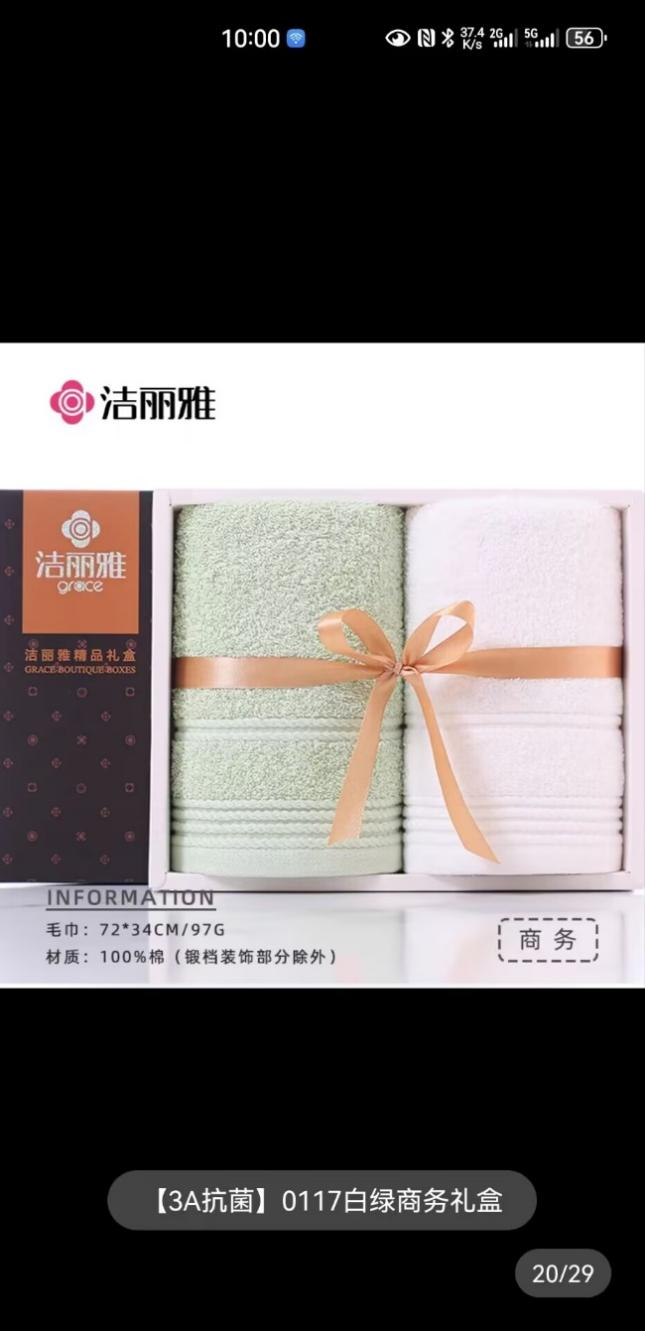 10:00
37.4 K/s 2G 5G 56
洁丽雅
洁丽雅
grace
洁丽雅精品礼盒
GRACE BOUTIQUE BOXES
INFORMATION
毛巾：72*34CM/97G
材质：100%棉（锻档装饰部分除外）
商务
【3A抗菌】0117白绿商务礼盒
20/29